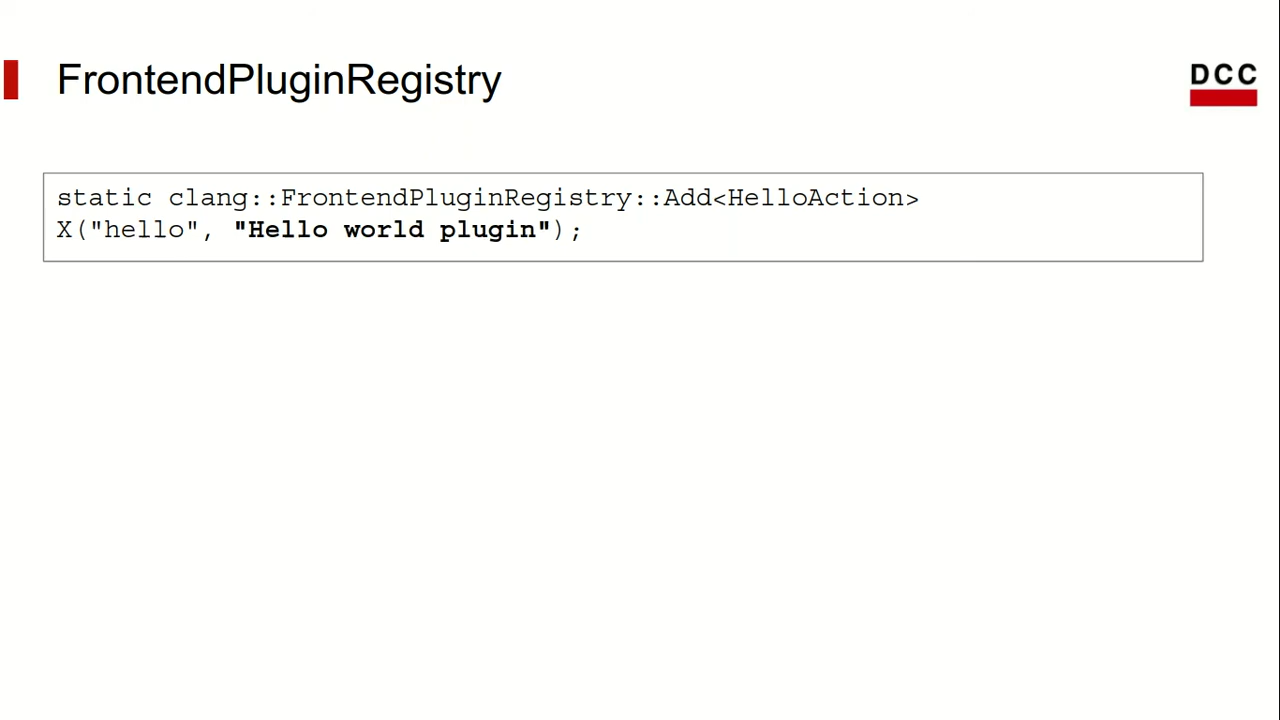 FrontendPluginRegistry
DCC
static clang::FrontendPluginRegistry::Add<HelloAction>
X("hello", "Hello world plugin");